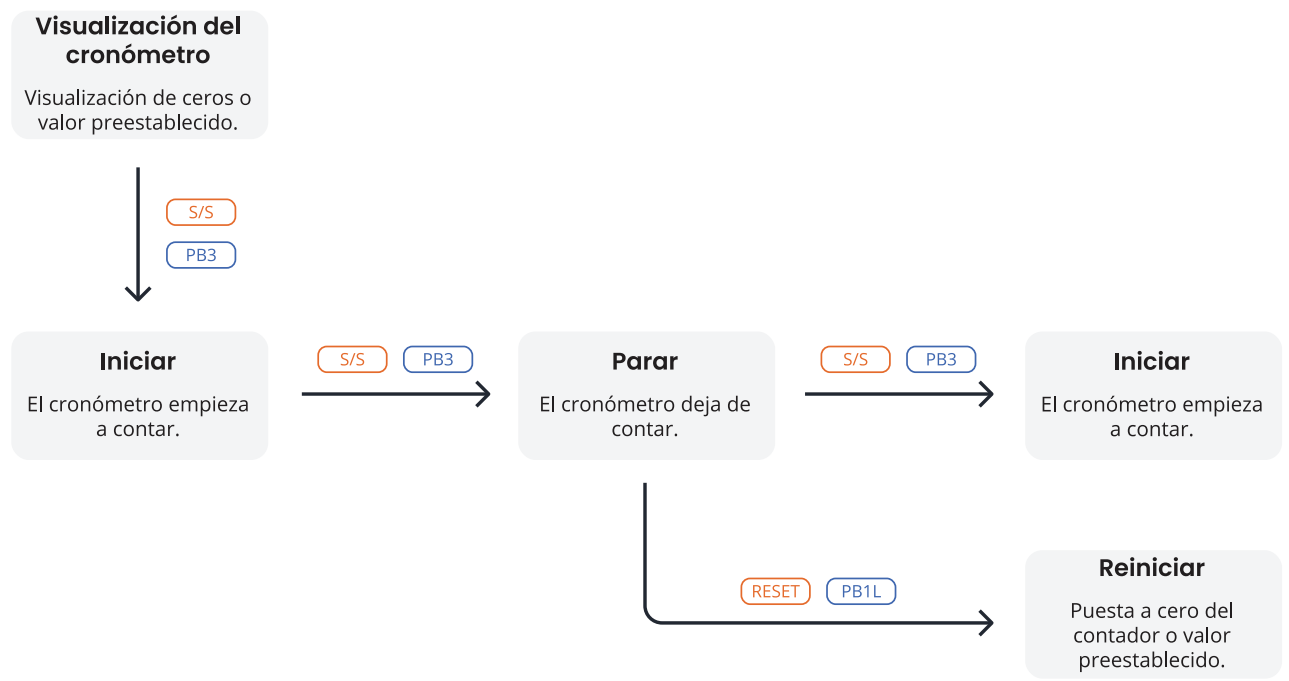 Visualización del
cronómetro
Visualización de ceros o
valor preestablecido.
S/S
PB3
Iniciar
El cronómetro empieza
a contar.
S/S PB3
Parar
El cronómetro deja de
contar.
S/S PB3
Iniciar
El cronómetro empieza
a contar.
RESET PB1L
Reiniciar
Puesta a cero del
contador o valor
preestablecido.